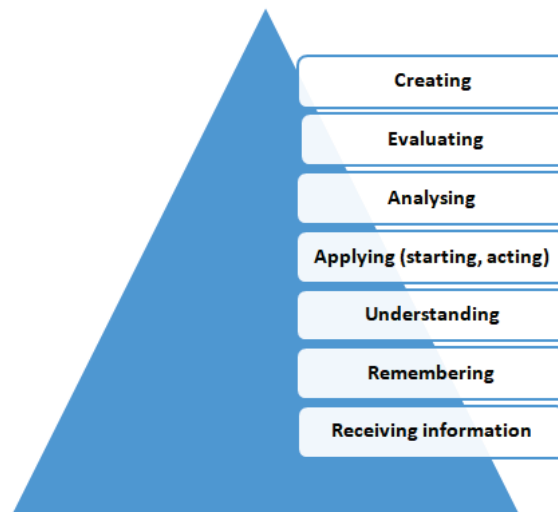 Creating
Evaluating
Analysing
Applying (starting, acting)
Understanding
Remembering
Receiving information